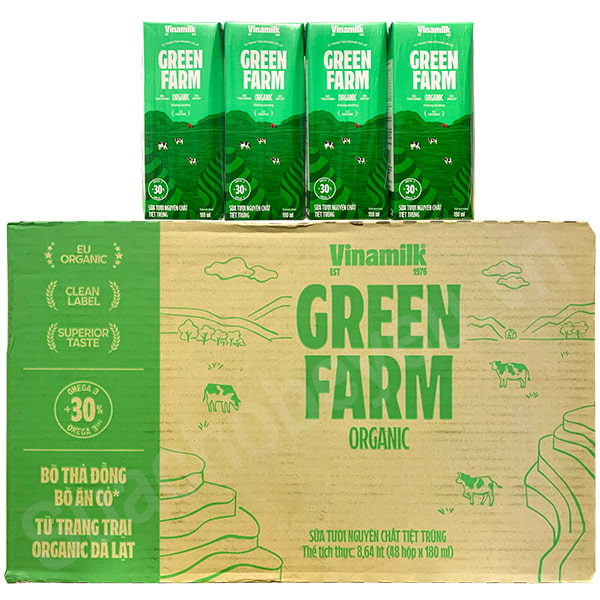 Vinamilk
GREEN
FARM
ORGANIC
+30%
SỮA TƯƠI NGUYÊN CHẤT
TIỆT TRÙNG
180 ml
Vinamilk
GREEN
FARM
ORGANIC
+30%
SỮA TƯƠI NGUYÊN CHẤT
TIỆT TRÙNG
180 ml
Vinamilk
GREEN
FARM
ORGANIC
+30%
SỮA TƯƠI NGUYÊN CHẤT
TIỆT TRÙNG
180 ml
Vinamilk
GREEN
FARM
ORGANIC
+30%
SỮA TƯƠI NGUYÊN CHẤT
TIỆT TRÙNG
180 ml
EU
ORGANIC
CLEAN
LABEL
SUPERIOR
TASTE
OMEGA 3
+30%
OMEGA 3
BÒ THẢ ĐỒNG
BÒ ĂN CỎ*
TỪ TRANG TRẠI
ORGANIC ĐÀ LẠT
Vinamilk
EST 1976
GREEN
FARM
ORGANIC
SỮA TƯƠI NGUYÊN CHẤT TIỆT TRÙNG
Thể tích thực: 8,64 lít (48 hộp x 180 ml)